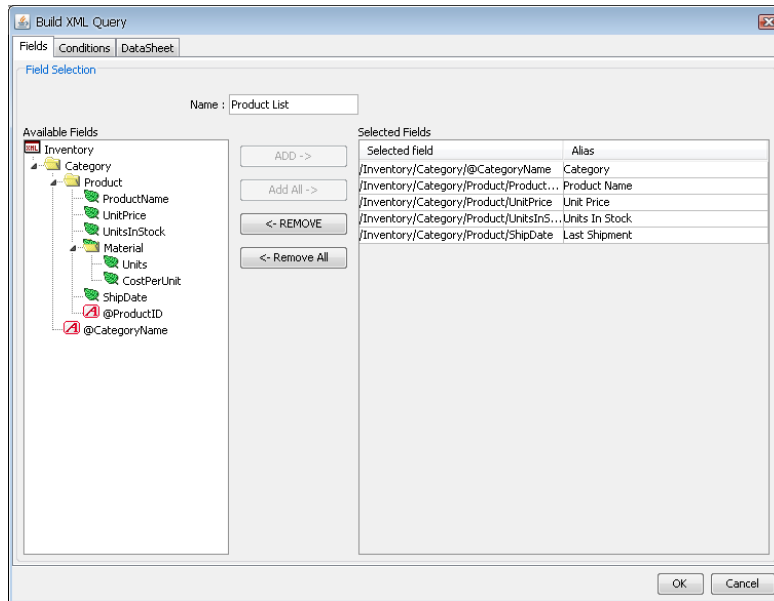 Build XML Query
Fields Conditions DataSheet
Field Selection
Name : Product List
Available Fields
Selected Fields
XML Inventory
Category
Product
ProductName
UnitPrice
UnitsInStock
Material
Units
CostPerUnit
ShipDate
A @ProductID
A @CategoryName
ADD ->
Add All ->
<- REMOVE
<- Remove All
Selected field Alias
/Inventory/Category/@CategoryName Category
/Inventory/Category/Product/Product... Product Name
/Inventory/Category/Product/UnitPrice Unit Price
/Inventory/Category/Product/UnitsInS... Units In Stock
/Inventory/Category/Product/ShipDate Last Shipment
OK Cancel